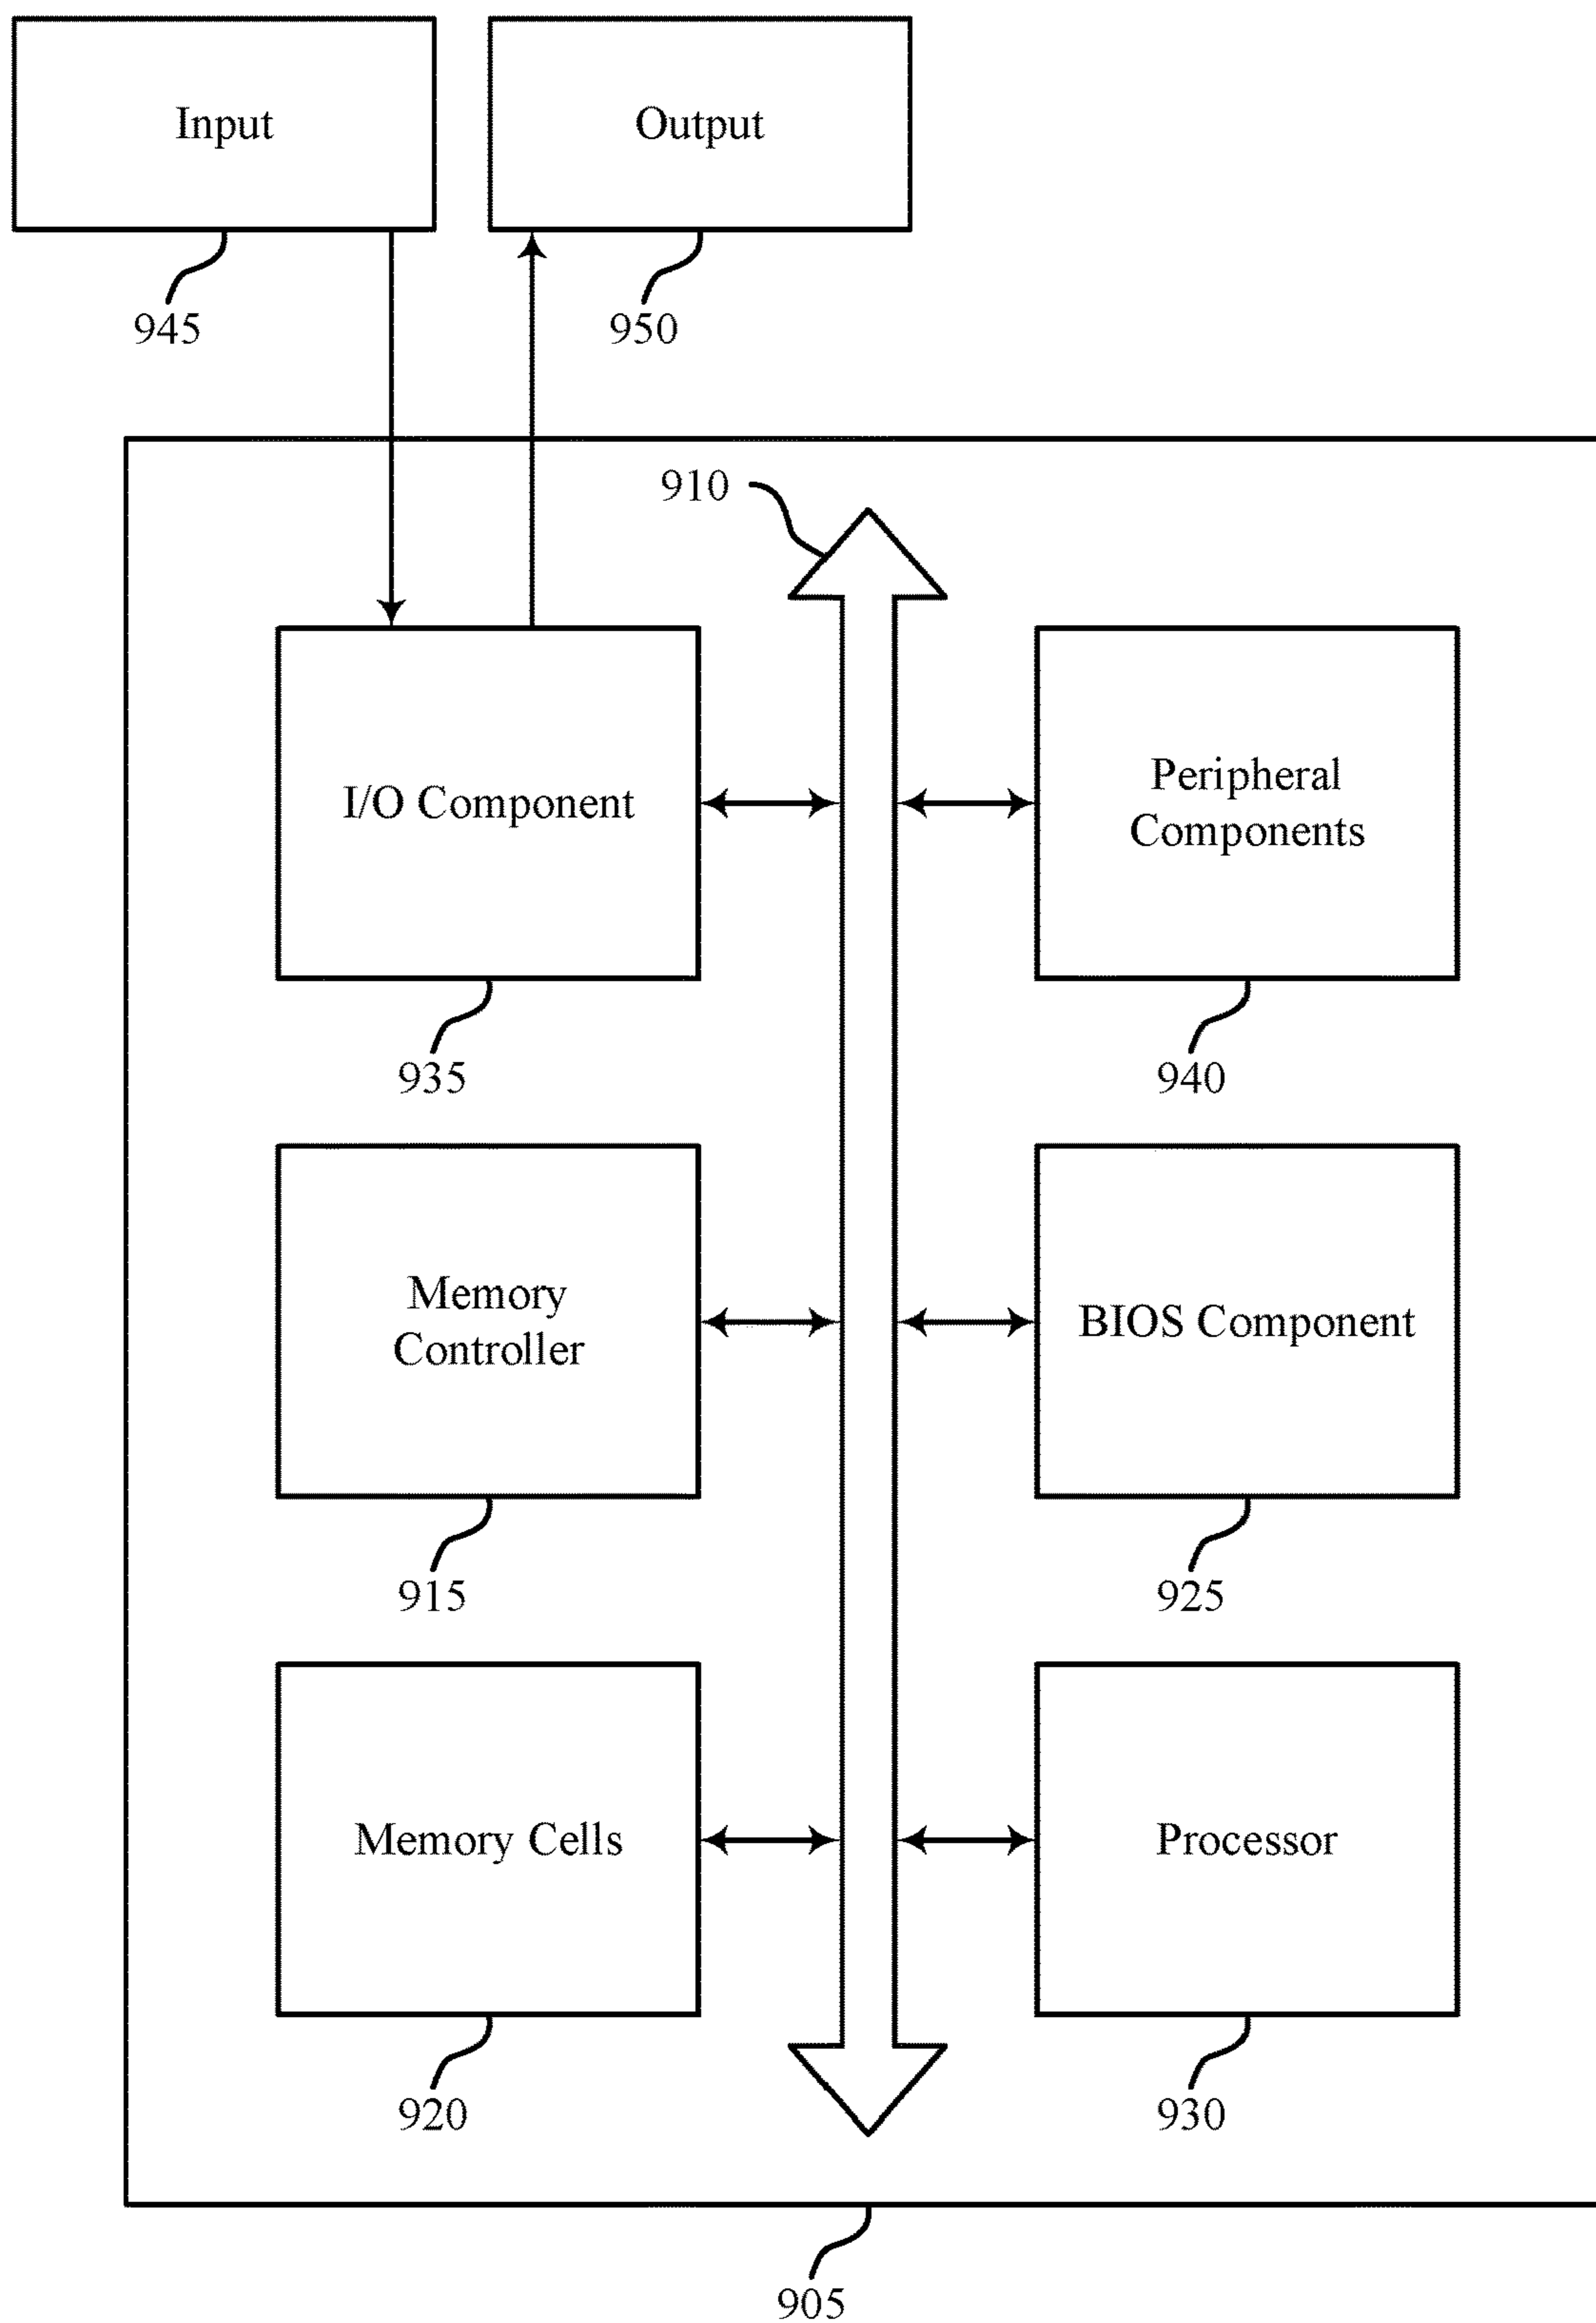 Input
Output
945
950
910
I/O Component
Peripheral
Components
935
940
Memory
Controller
BIOS Component
915
925
Memory Cells
Processor
920
930
905